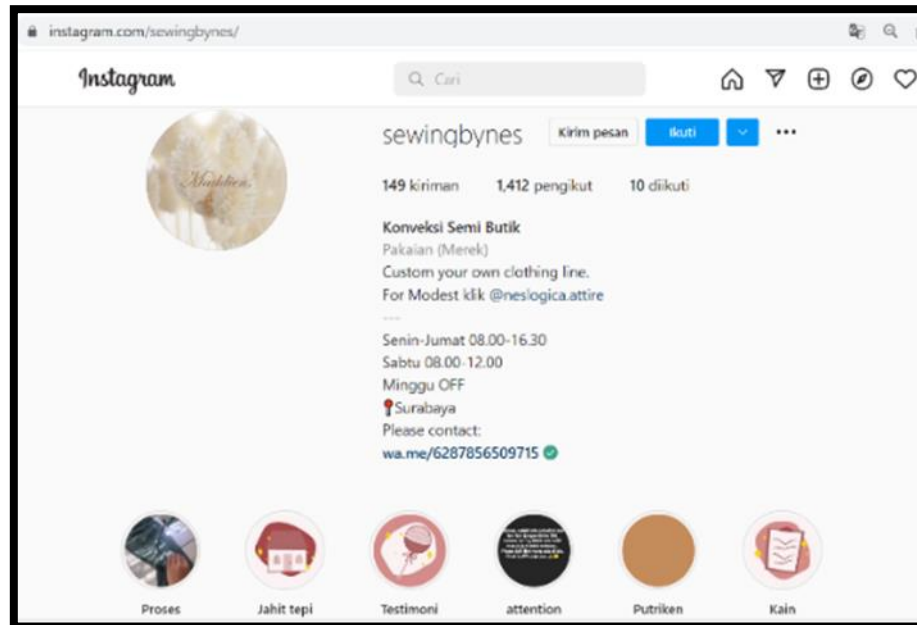 instagram.com/sewingbynes/
Instagram
Cari
sewingbynes
Kirim pesan
Ikuti
149 kiriman 1,412 pengikut 10 diikuti
Konveksi Semi Butik
Pakaian (Merek)
Custom your own clothing line.
For Modest klik @neslogica.attire
---
Senin-Jumat 08.00-16.30
Sabtu 08.00-12.00
Minggu OFF
📍Surabaya
Please contact:
wa.me/6287856509715
Proses Jahit tepi Testimoni attention Putriken Kain